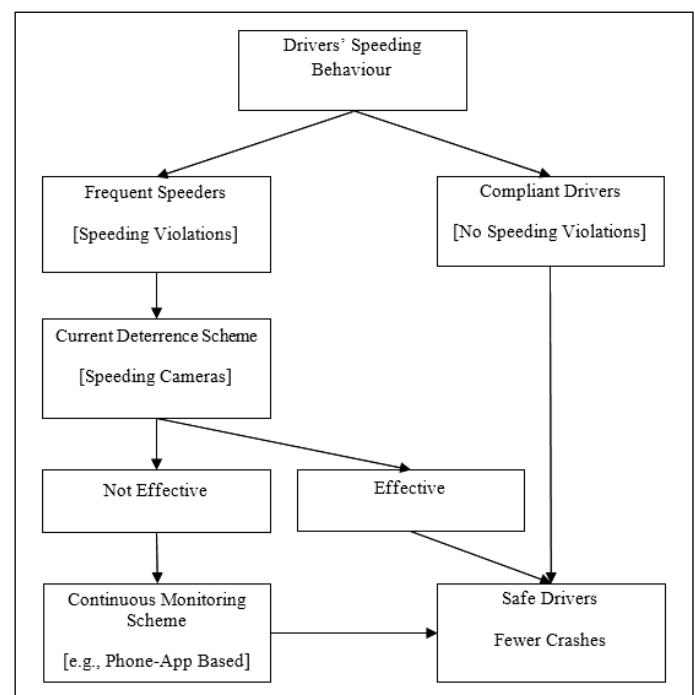 Drivers’ Speeding
Behaviour
Frequent Speeders
[Speeding Violations]
Compliant Drivers
[No Speeding Violations]
Current Deterrence Scheme
[Speeding Cameras]
Not Effective
Effective
Continuous Monitoring
Scheme
[e.g., Phone-App Based]
Safe Drivers
Fewer Crashes